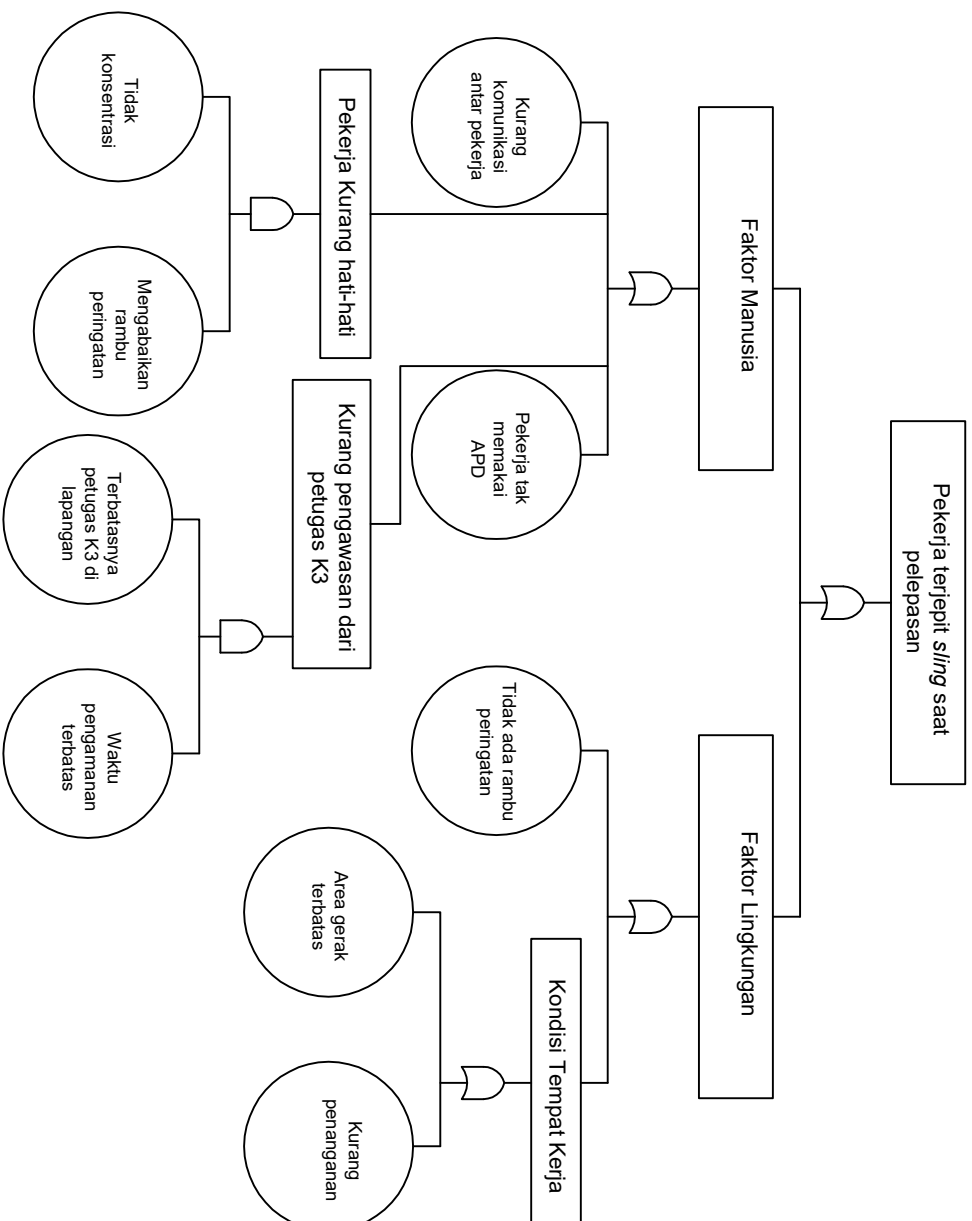 Pekerja terjepit sling saat
pelepasan
Faktor Manusia
Faktor Lingkungan
Kurang
komunikasi
antar pekerja
Pekerja tak
memakai
APD
Tidak ada rambu
peringatan
Kondisi Tempat Kerja
Pekerja Kurang hati-hati
Kurang pengawasan dari
petugas K3
Area gerak
terbatas
Kurang
penanganan
Tidak
konsentrasi
Mengabaikan
rambu
peringatan
Terbatasnya
petugas K3 di
lapangan
Waktu
pengamanan
terbatas